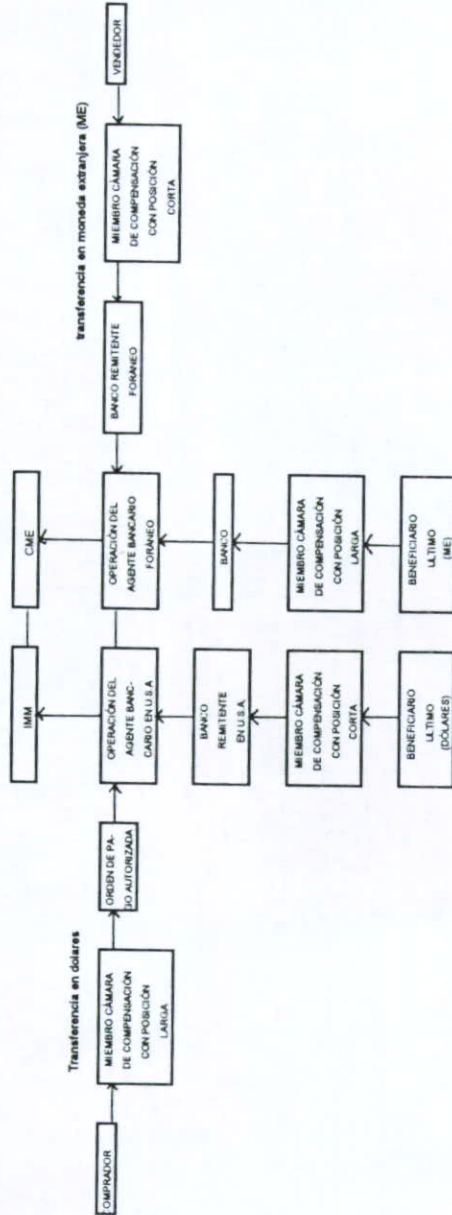 transferencia en moneda extranjera (ME)
Transferencia en dolares
IMM
CME
COMPRADOR
MIEMBRO CÁMARA
DE COMPENSACIÓN
CON POSICIÓN
LARGA
ORDEN DE PA-
GO AUTORIZADA
OPERACIÓN DEL
AGENTE BANC-
CARIO EN U.S.A
OPERACIÓN DEL
AGENTE BANCARIO
FORÁNEO
BANCO REMITENTE
FORÁNEO
MIEMBRO CÁMARA
DE COMPENSACIÓN
CON POSICIÓN
CORTA
VENDEDOR
BANCO
REMITENTE
EN U.S.A.
BANCO
MIEMBRO CÁMARA
DE COMPENSACIÓN
CON POSICIÓN
CORTA
MIEMBRO CÁMARA
DE COMPENSACIÓN
CON POSICIÓN
LARGA
BENEFICIARIO
ULTIMO
(DÓLARES)
BENEFICIARIO
ULTIMO
(ME)